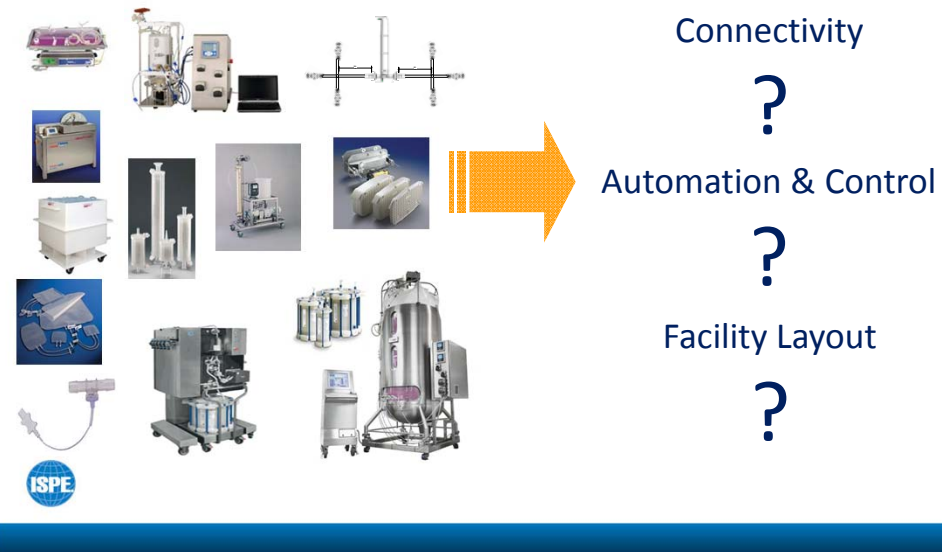 Connectivity
?
Automation & Control
?
Facility Layout
?
ISPE